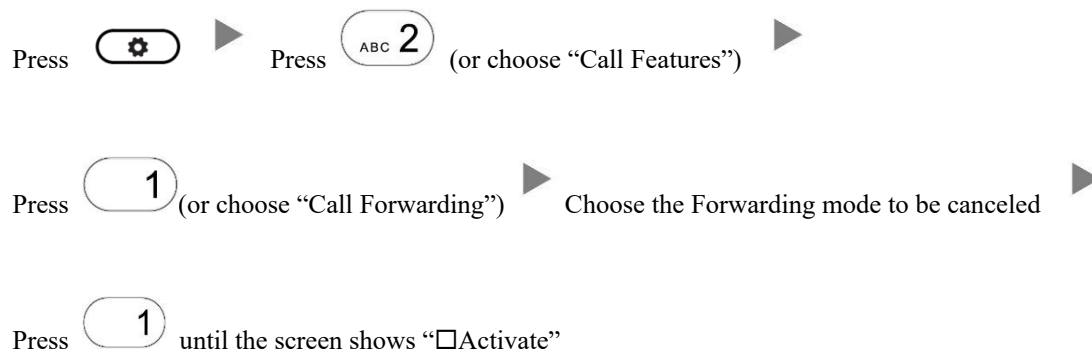 Press Press ABC 2 (or choose “Call Features”)
Press 1 (or choose “Call Forwarding”) Choose the Forwarding mode to be canceled
Press 1 until the screen shows “☐Activate”